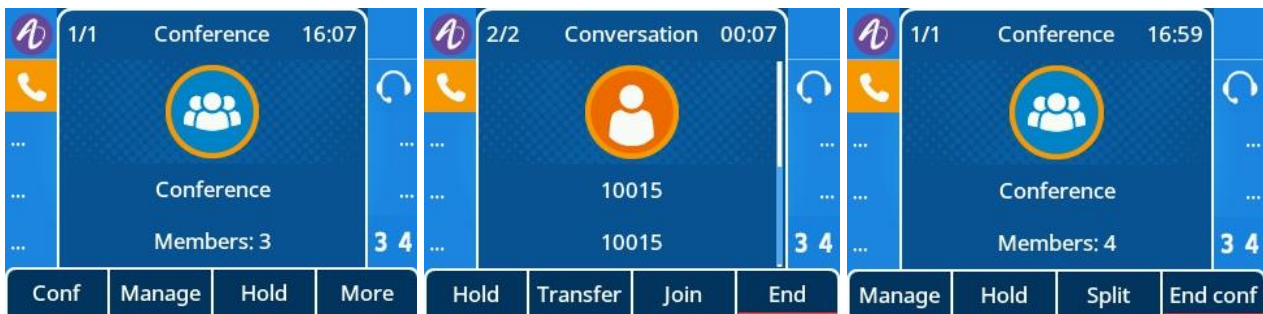 1/1 Conference 16:07
...
...
...
...
Conference
Members: 3
...
3 4
Conf Manage Hold More
2/2 Conversation 00:07
...
...
...
...
10015
10015
...
3 4
Hold Transfer Join End
1/1 Conference 16:59
...
...
...
...
Conference
Members: 4
...
3 4
Manage Hold Split End conf